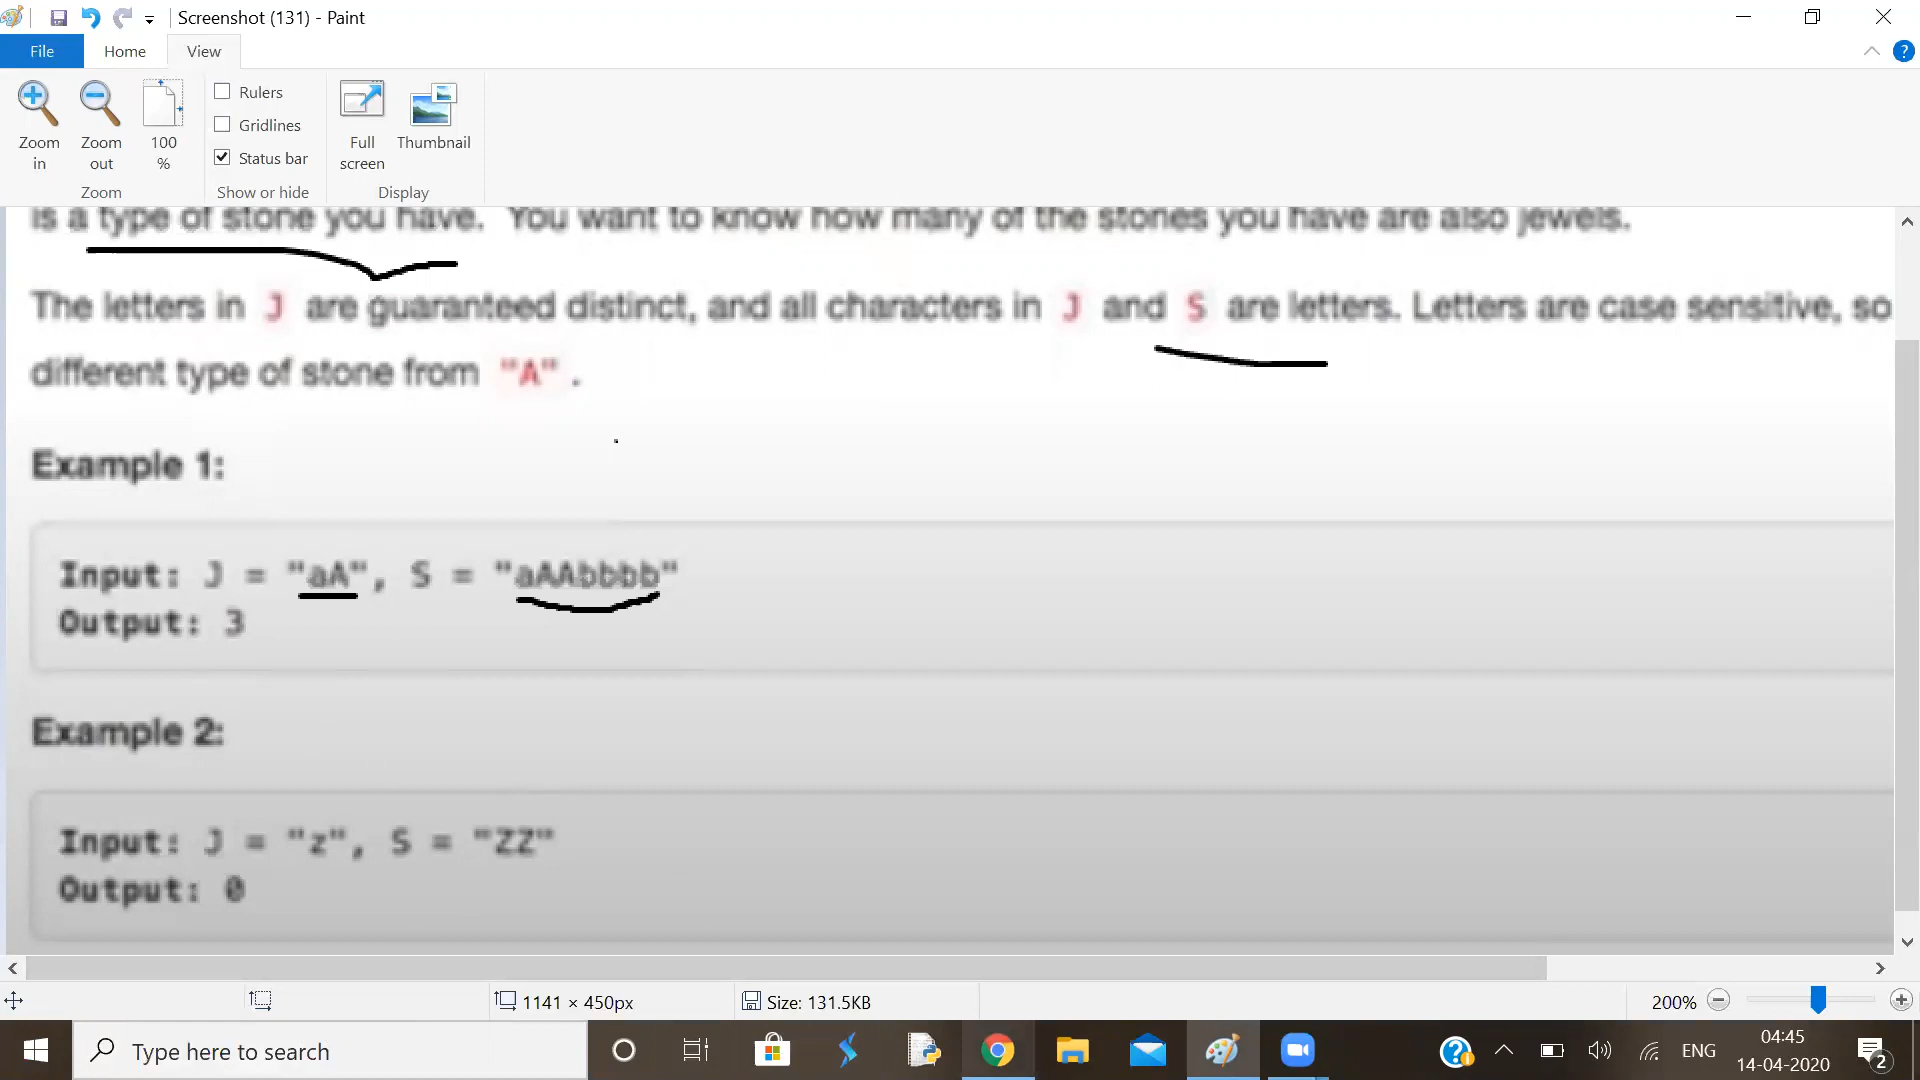 Screenshot (131) - Paint
File Home View
Zoom in
Zoom out
100 %
Rulers
Gridlines
Status bar
Full screen
Thumbnail
Zoom
Show or hide
Display
is a type of stone you have. You want to know how many of the stones you have are also jewels.
The letters in J are guaranteed distinct, and all characters in J and S are letters. Letters are case sensitive, so
different type of stone from "A" .
Example 1:
Input: J = "aA", S = "aAAbbbb"
Output: 3
Example 2:
Input: J = "z", S = "ZZ"
Output: 0
1141 × 450px
Size: 131.5KB
200%
Type here to search
ENG
04:45
14-04-2020
2